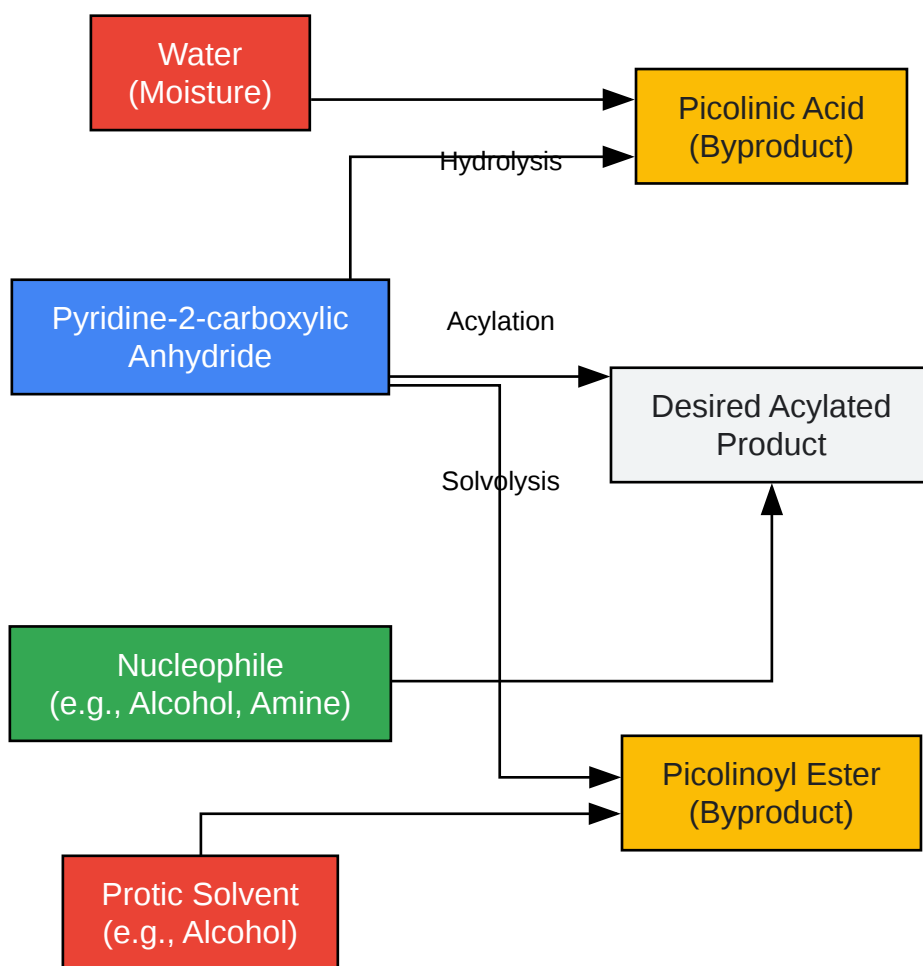 Water
(Moisture)
Picolinic Acid
(Byproduct)
Hydrolysis
Pyridine-2-carboxylic
Anhydride
Acylation
Desired Acylated
Product
Solvolysis
Nucleophile
(e.g., Alcohol, Amine)
Picolinoyl Ester
(Byproduct)
Protic Solvent
(e.g., Alcohol)